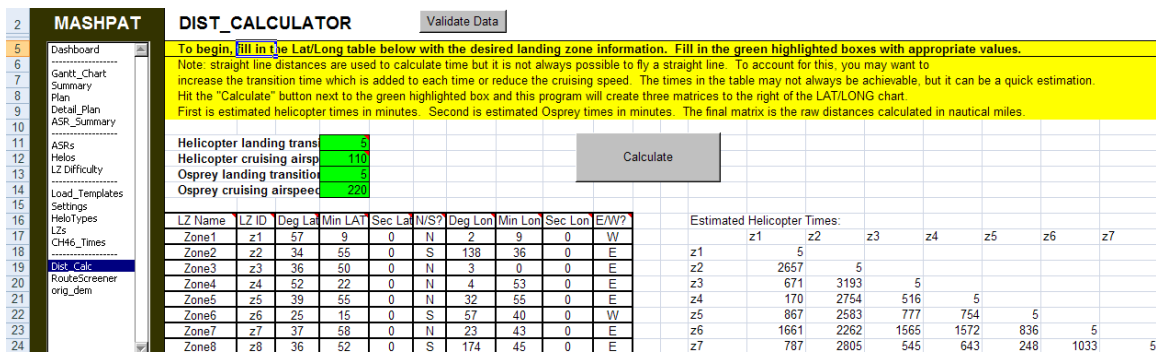 2 MASHPAT DIST_CALCULATOR Validate Data
5 Dashboard To begin, fill in the Lat/Long table below with the desired landing zone information. Fill in the green highlighted boxes with appropriate values.
6 ------------------ Note: straight line distances are used to calculate time but it is not always possible to fly a straight line. To account for this, you may want to
7 Gantt_Chart increase the transition time which is added to each time or reduce the cruising speed. The times in the table may not always be achievable, but it can be a quick estimation.
Summary
8 Plan Hit the "Calculate" button next to the green highlighted box and this program will create three matrices to the right of the LAT/LONG chart.
9 Detail_Plan First is estimated helicopter times in minutes. Second is estimated Osprey times in minutes. The final matrix is the raw distances calculated in nautical miles.
ASR_Summary
10 ------------------
11 ASRs Helicopter landing transi 5
12 Helos Helicopter cruising airsp 110 Calculate
13 LZ Difficulty Osprey landing transition 5
------------------
14 Load_Templates Osprey cruising airspeed 220
15 Settings
16 HeloTypes LZ Name LZ ID Deg Lat Min LAT Sec Lat N/S? Deg Lon Min Lon Sec Lon E/W? Estimated Helicopter Times:
17 LZs Zone1 z1 57 9 0 N 2 9 0 W z1 z2 z3 z4 z5 z6 z7
CH46_Times
18 ------------------ Zone2 z2 34 55 0 S 138 36 0 E z1 5
19 Dist_Calc Zone3 z3 36 50 0 N 3 0 0 E z2 2657 5
20 RouteScreener Zone4 z4 52 22 0 N 4 53 0 E z3 671 3193 5
21 orig_dem Zone5 z5 39 55 0 N 32 55 0 E z4 170 2754 516 5
22 Zone6 z6 25 15 0 S 57 40 0 W z5 867 2583 777 754 5
23 Zone7 z7 37 58 0 N 23 43 0 E z6 1661 2262 1565 1572 836 5
24 Zone8 z8 36 52 0 S 174 45 0 E z7 787 2805 545 643 248 1033 5